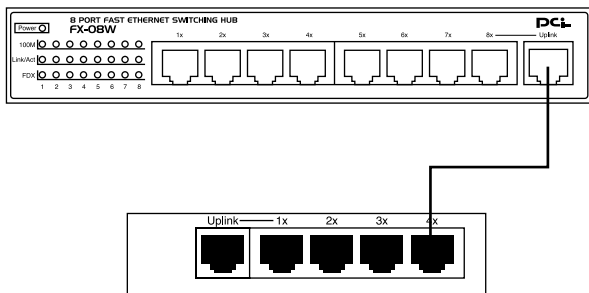 8 PORT FAST ETHERNET SWITCHING HUB
FX-08W
PCi
Power
100M
Link/Act
FDX
1 2 3 4 5 6 7 8
1x 2x 3x 4x 5x 6x 7x 8x Uplink
Uplink 1x 2x 3x 4x